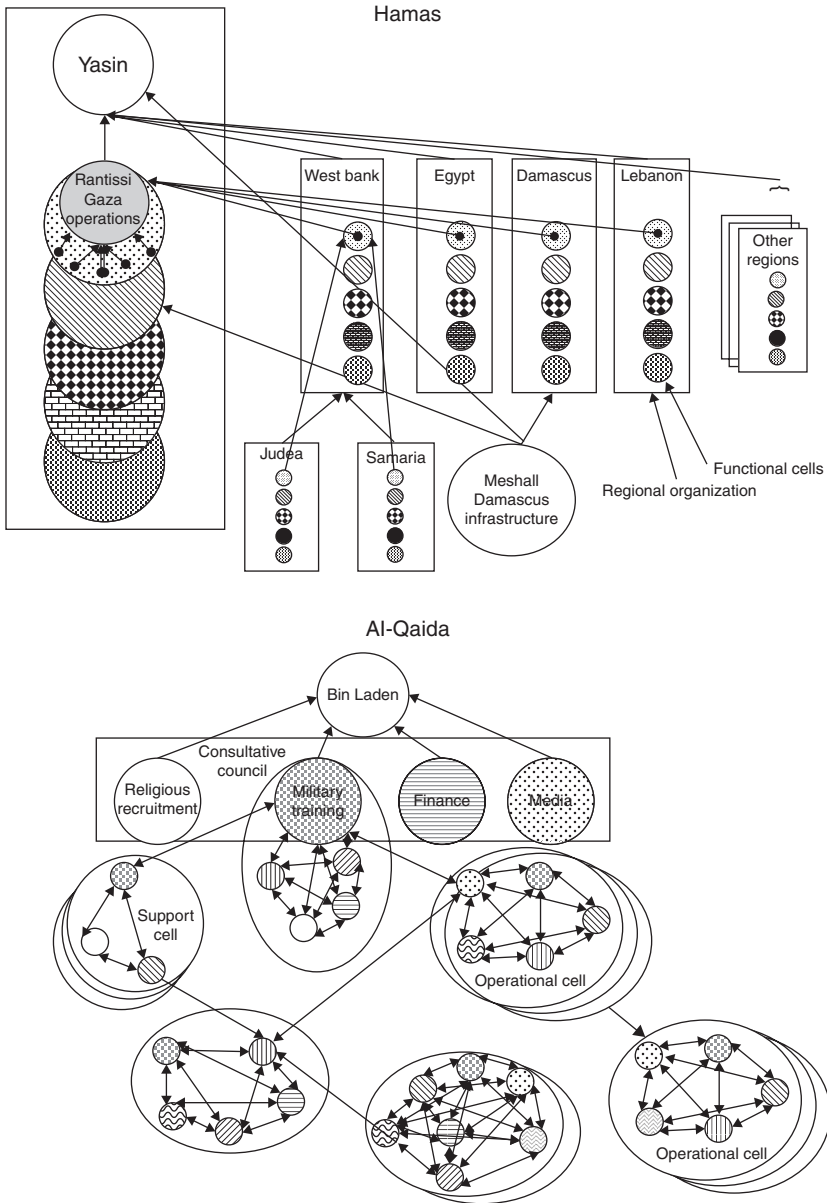 Hamas
Yasin
Rantissi
Gaza
operations
West bank
Egypt
Damascus
Lebanon
Other
regions
Judea
Samaria
Meshall
Damascus
infrastructure
Functional cells
Regional organization
AI-Qaida
Bin Laden
Consultative
council
Religious
recruitment
Military
training
Finance
Media
Support
cell
Operational cell
Operational cell